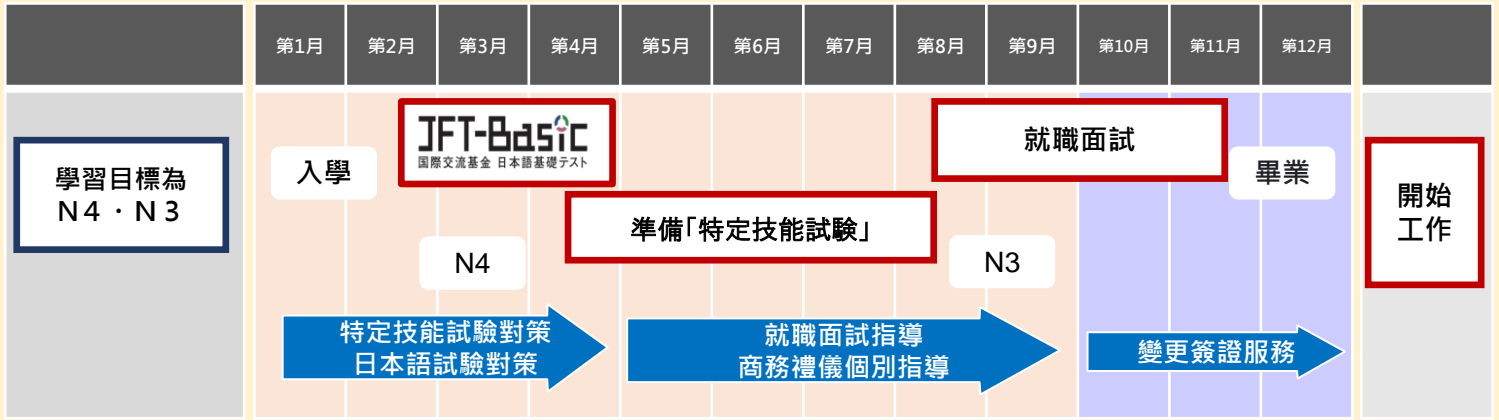 第1月
第2月
第3月
第4月
第5月
第6月
第7月
第8月
第9月
第10月
第11月
第12月
學習目標為
Ｎ４・Ｎ３
入學
JFT-Basic
国際交流基金 日本語基礎テスト
N4
準備｢特定技能試験｣
就職面試
N3
畢業
開始
工作
特定技能試驗對策
日本語試驗對策
就職面試指導
商務禮儀個別指導
變更簽證服務